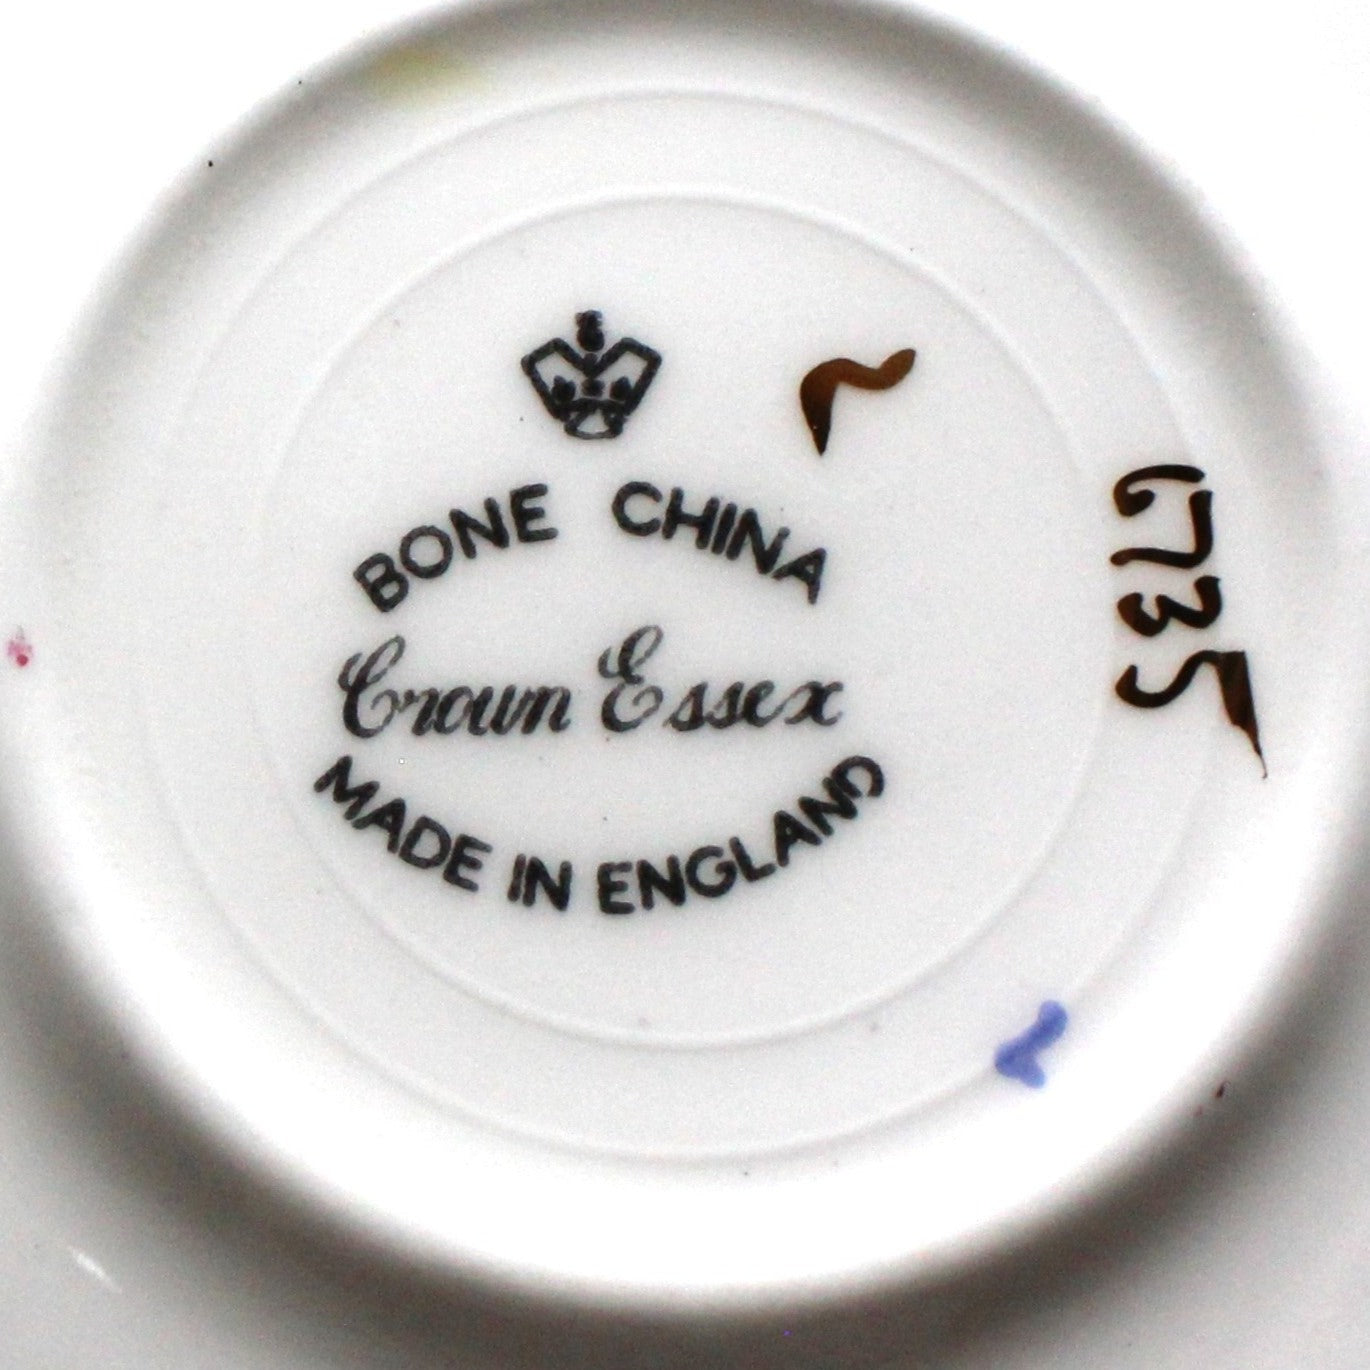 BONE CHINA
Crown Essex
MADE IN ENGLAND
6735